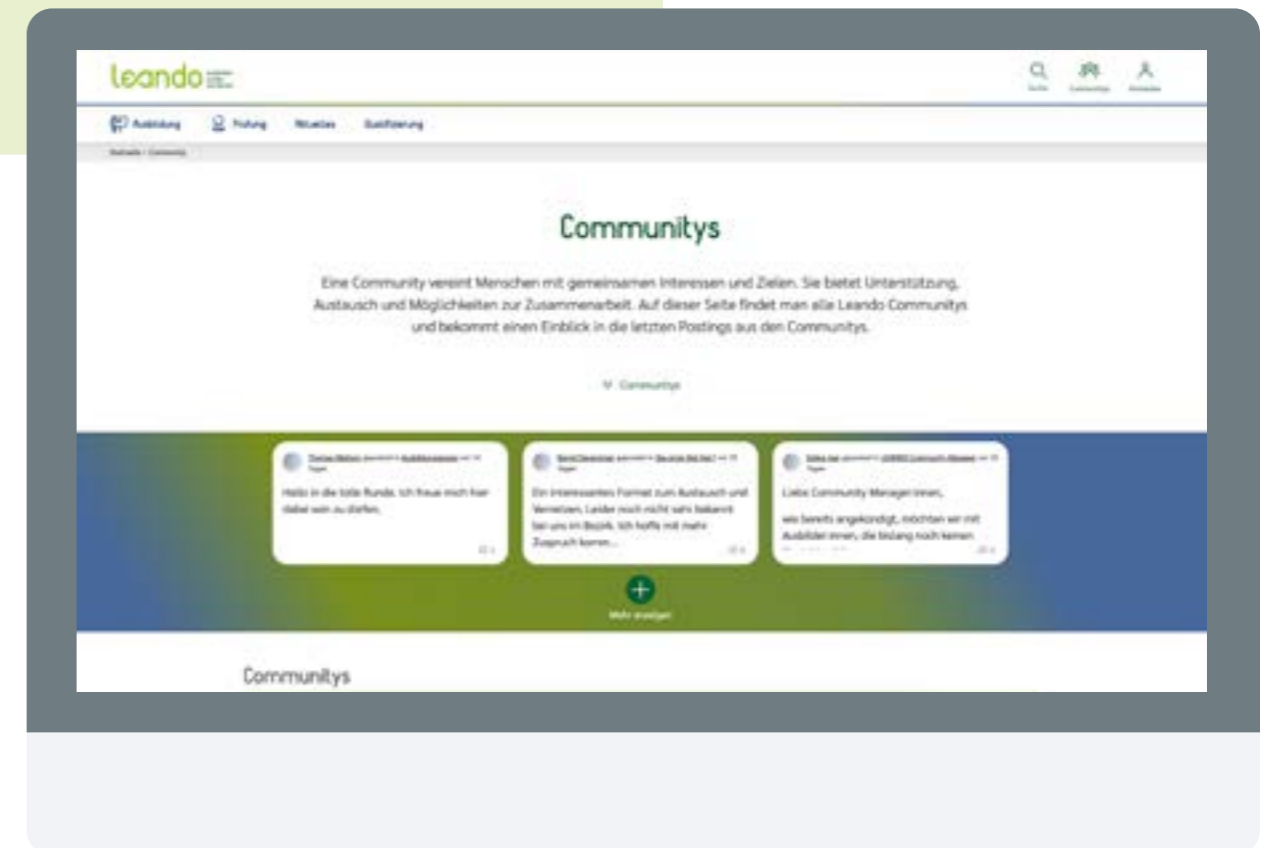 leando
Suche Communitys Anmelden
Ausbildung Prüfung Aktuelles Qualifizierung
Startseite > Community
Communitys
Eine Community vereint Menschen mit gemeinsamen Interessen und Zielen. Sie bietet Unterstützung,
Austausch und Möglichkeiten zur Zusammenarbeit. Auf dieser Seite findet man alle Leando Communitys
und bekommt einen Einblick in die letzten Postings aus den Communitys.
Communitys
Hallo in die tolle Runde. Ich freue mich hier
dabei sein zu dürfen.
Ein interessantes Format zum Austausch und
Vernetzen. Leider noch nicht sehr bekannt
bei uns im Bezirk. Ich hoffe mit mehr
Zuspruch
Liebe Community Manager:innen,
wie bereits angekündigt, möchten wir mit
Ausbilder:innen, die bislang noch keinen
Mehr anzeigen
Communitys